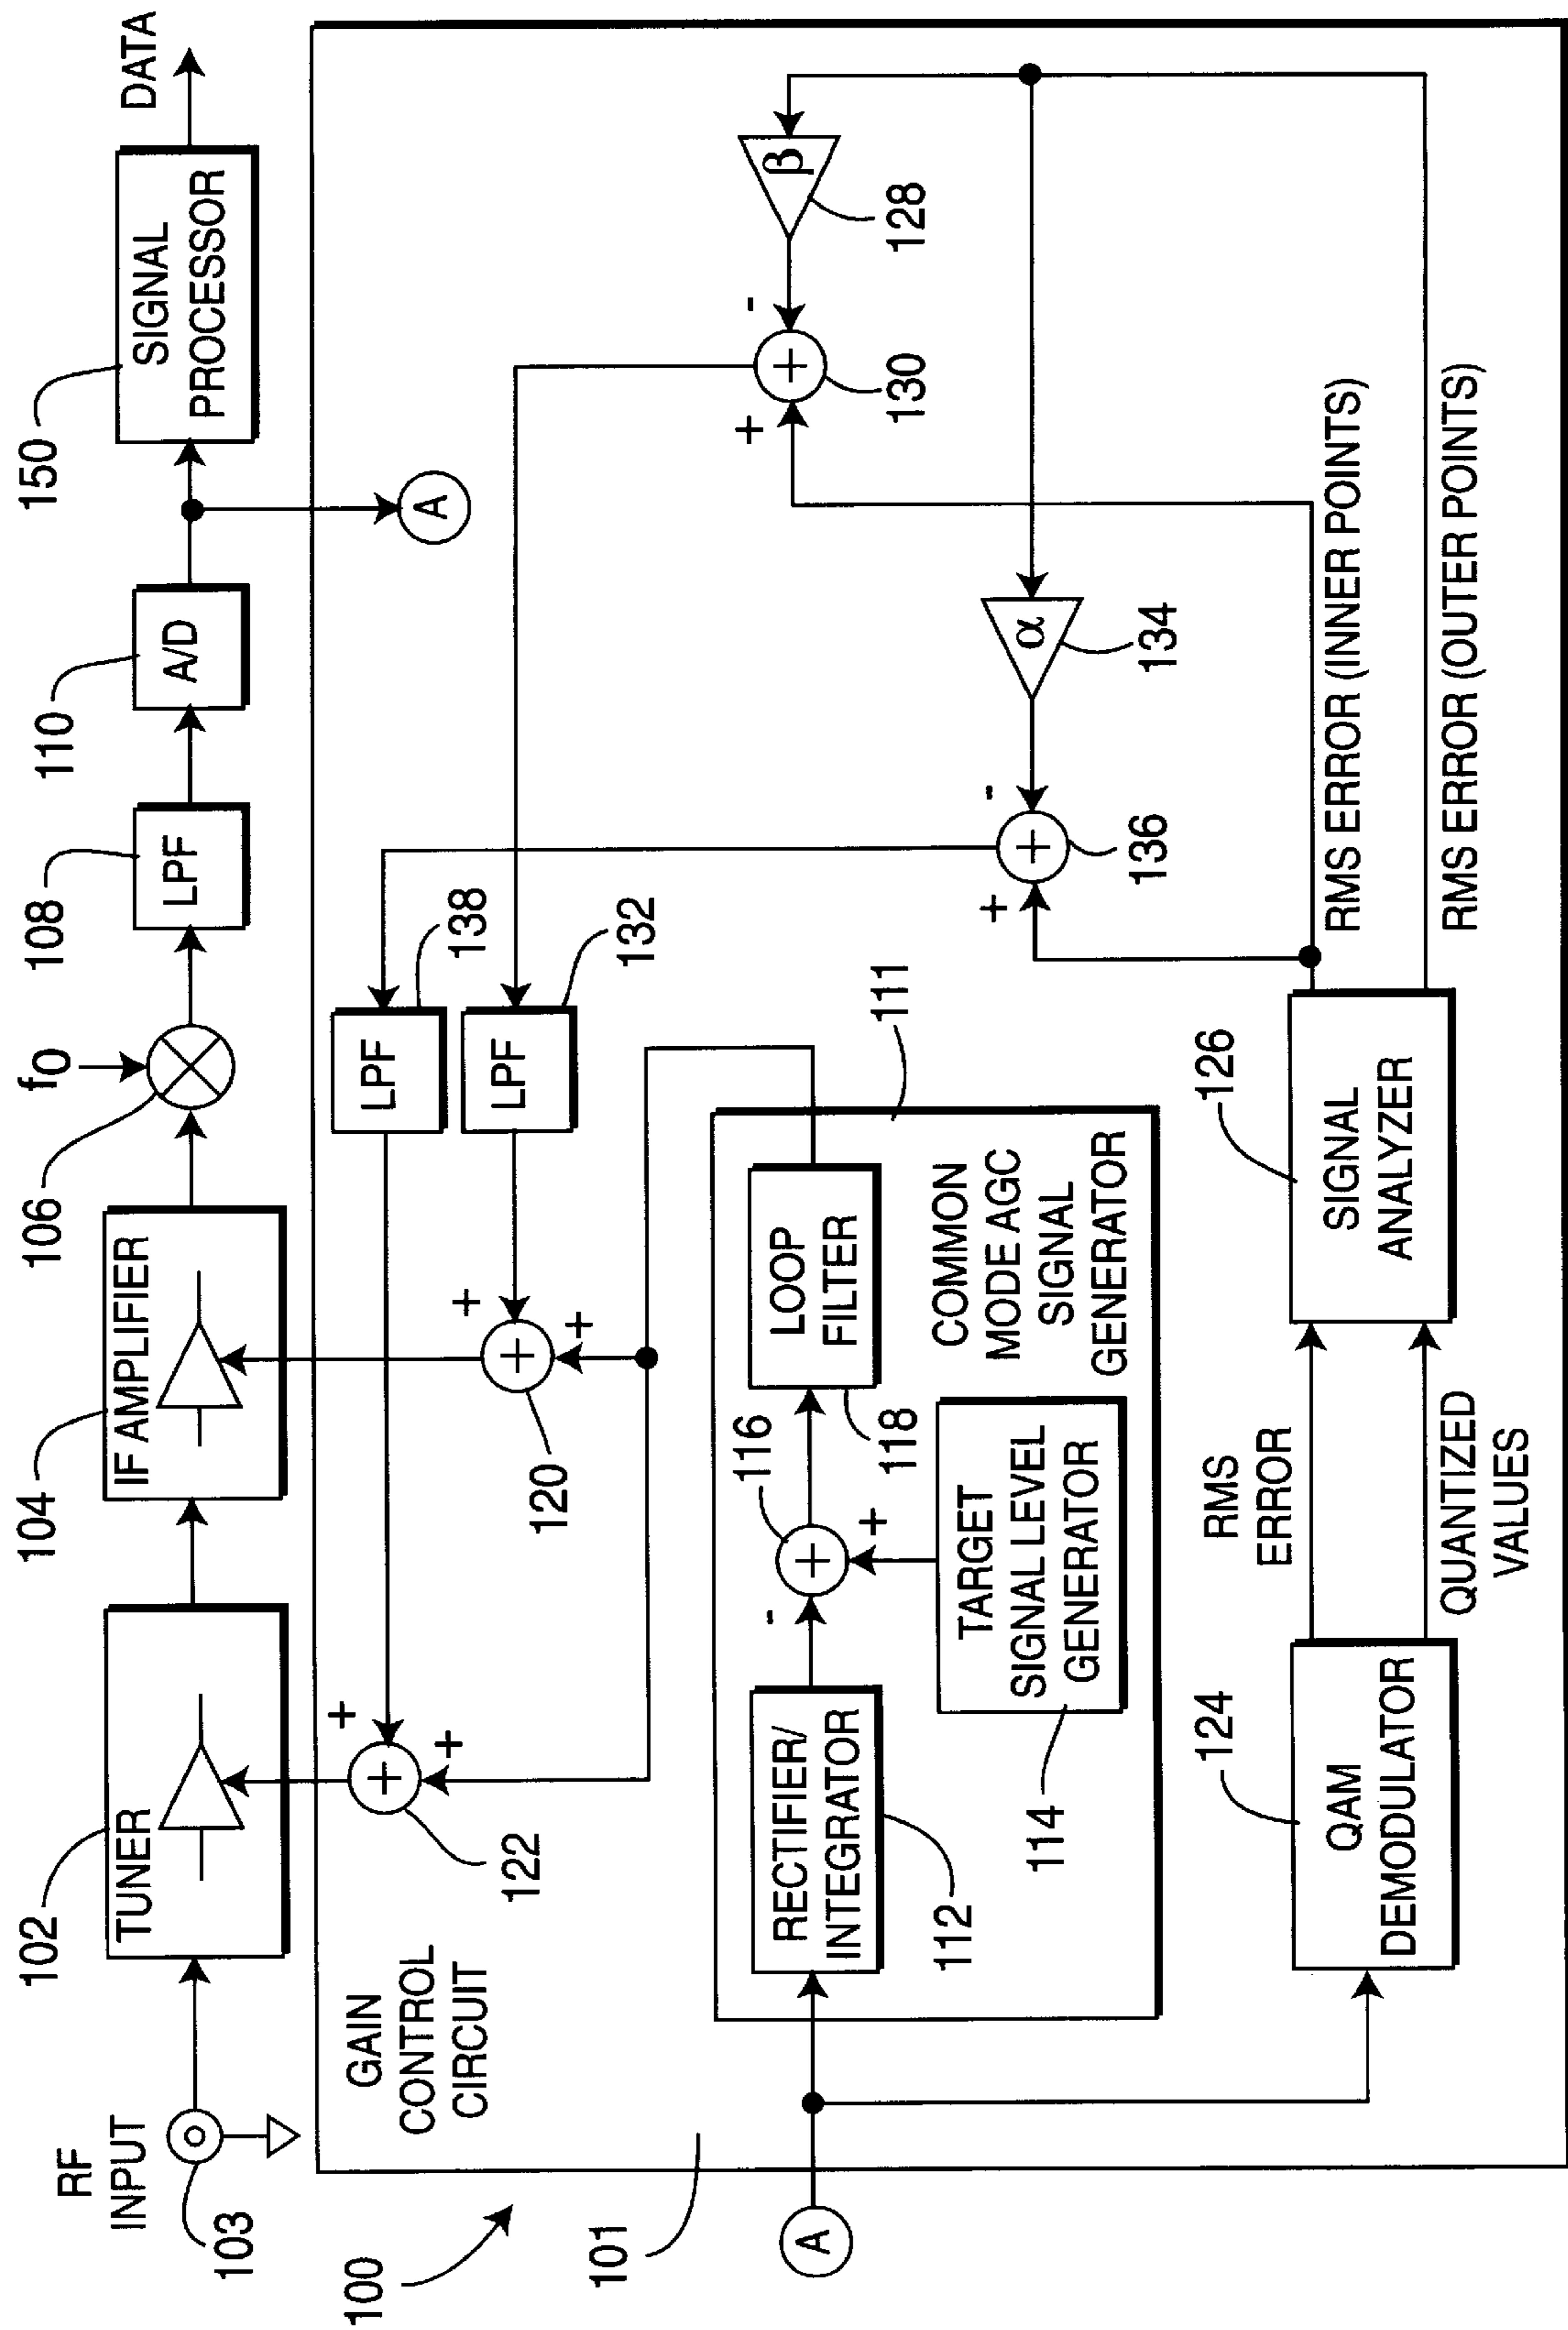 RF
INPUT
103
102
TUNER
104
IF AMPLIFIER
106
fO
108
LPF
110
A/D
150
SIGNAL
PROCESSOR
DATA
A
100
101
GAIN
CONTROL
CIRCUIT
122
+
+
120
+
+
LPF
138
LPF
132
+
-
130
β
128
α
134
+
-
136
111
COMMON
MODE AGC
SIGNAL
GENERATOR
A
RECTIFIER/
INTEGRATOR
112
-
+
116
LOOP
FILTER
118
TARGET
SIGNAL LEVEL
GENERATOR
114
QAM
DEMODULATOR
124
RMS
ERROR
QUANTIZED
VALUES
SIGNAL
ANALYZER
126
RMS ERROR (INNER POINTS)
RMS ERROR (OUTER POINTS)